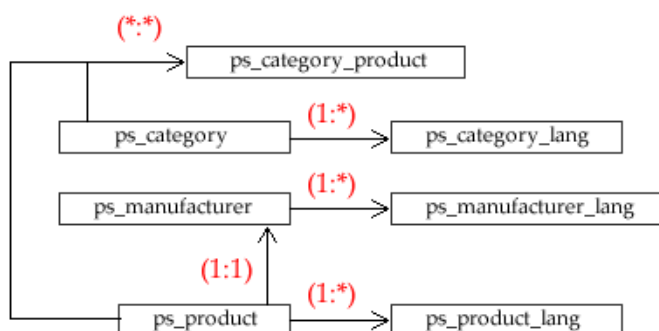 (*:*)
ps_category_product
(1:*)
ps_category
ps_category_lang
(1:*)
ps_manufacturer
ps_manufacturer_lang
(1:1)
(1:*)
ps_product
ps_product_lang